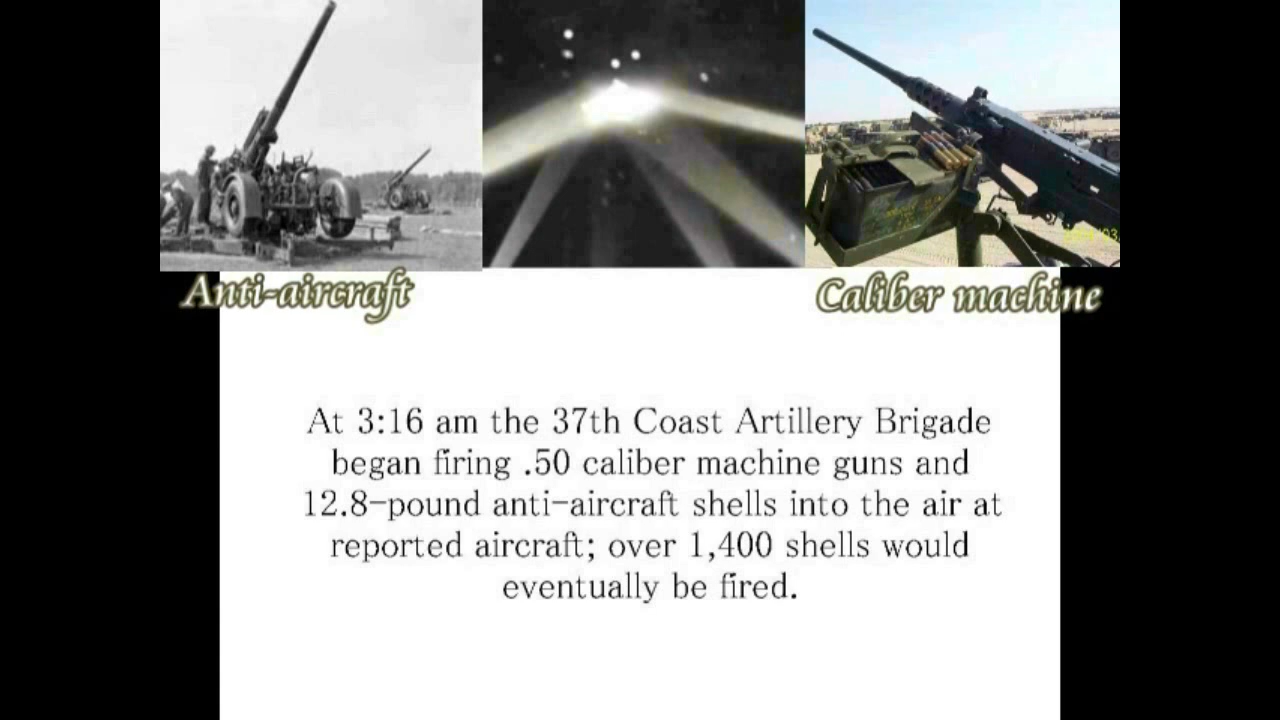 Anti-aircraft
Caliber machine
At 3:16 am the 37th Coast Artillery Brigade
began firing .50 caliber machine guns and
12.8-pound anti-aircraft shells into the air at
reported aircraft; over 1,400 shells would
eventually be fired.